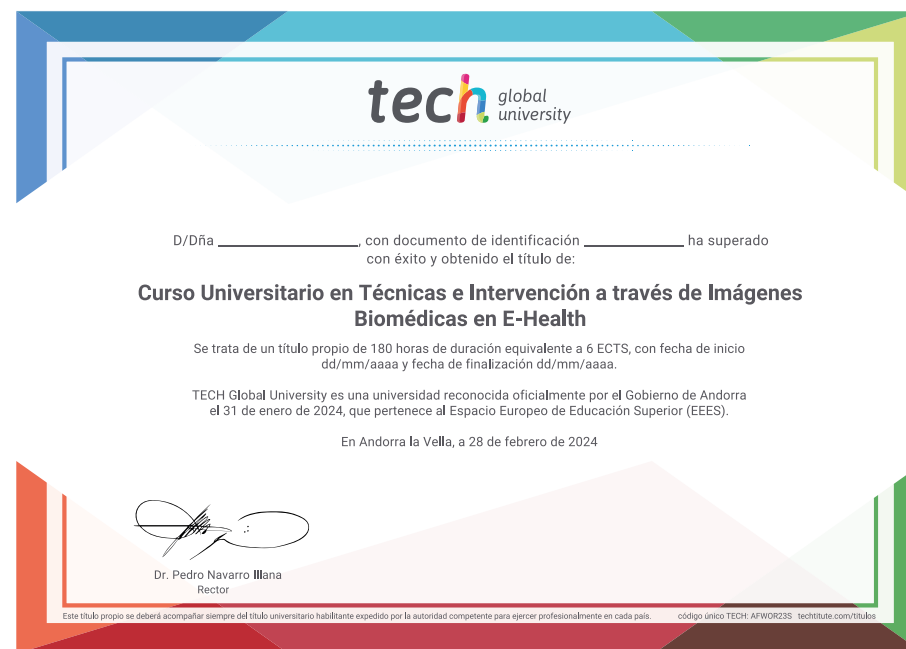 tech global
university
D/Dña ____________________, con documento de identificación ______________ ha superado
con éxito y obtenido el título de:
Curso Universitario en Técnicas e Intervención a través de Imágenes
Biomédicas en E-Health
Se trata de un título propio de 180 horas de duración equivalente a 6 ECTS, con fecha de inicio
dd/mm/aaaa y fecha de finalización dd/mm/aaaa.
TECH Global University es una universidad reconocida oficialmente por el Gobierno de Andorra
el 31 de enero de 2024, que pertenece al Espacio Europeo de Educación Superior (EEES).
En Andorra la Vella, a 28 de febrero de 2024
Dr. Pedro Navarro Illana
Rector
Este título propio se deberá acompañar siempre del título universitario habilitante expedido por la autoridad competente para ejercer profesionalmente en cada país. código único TECH: AFWOR23S techtitute.com/titulos